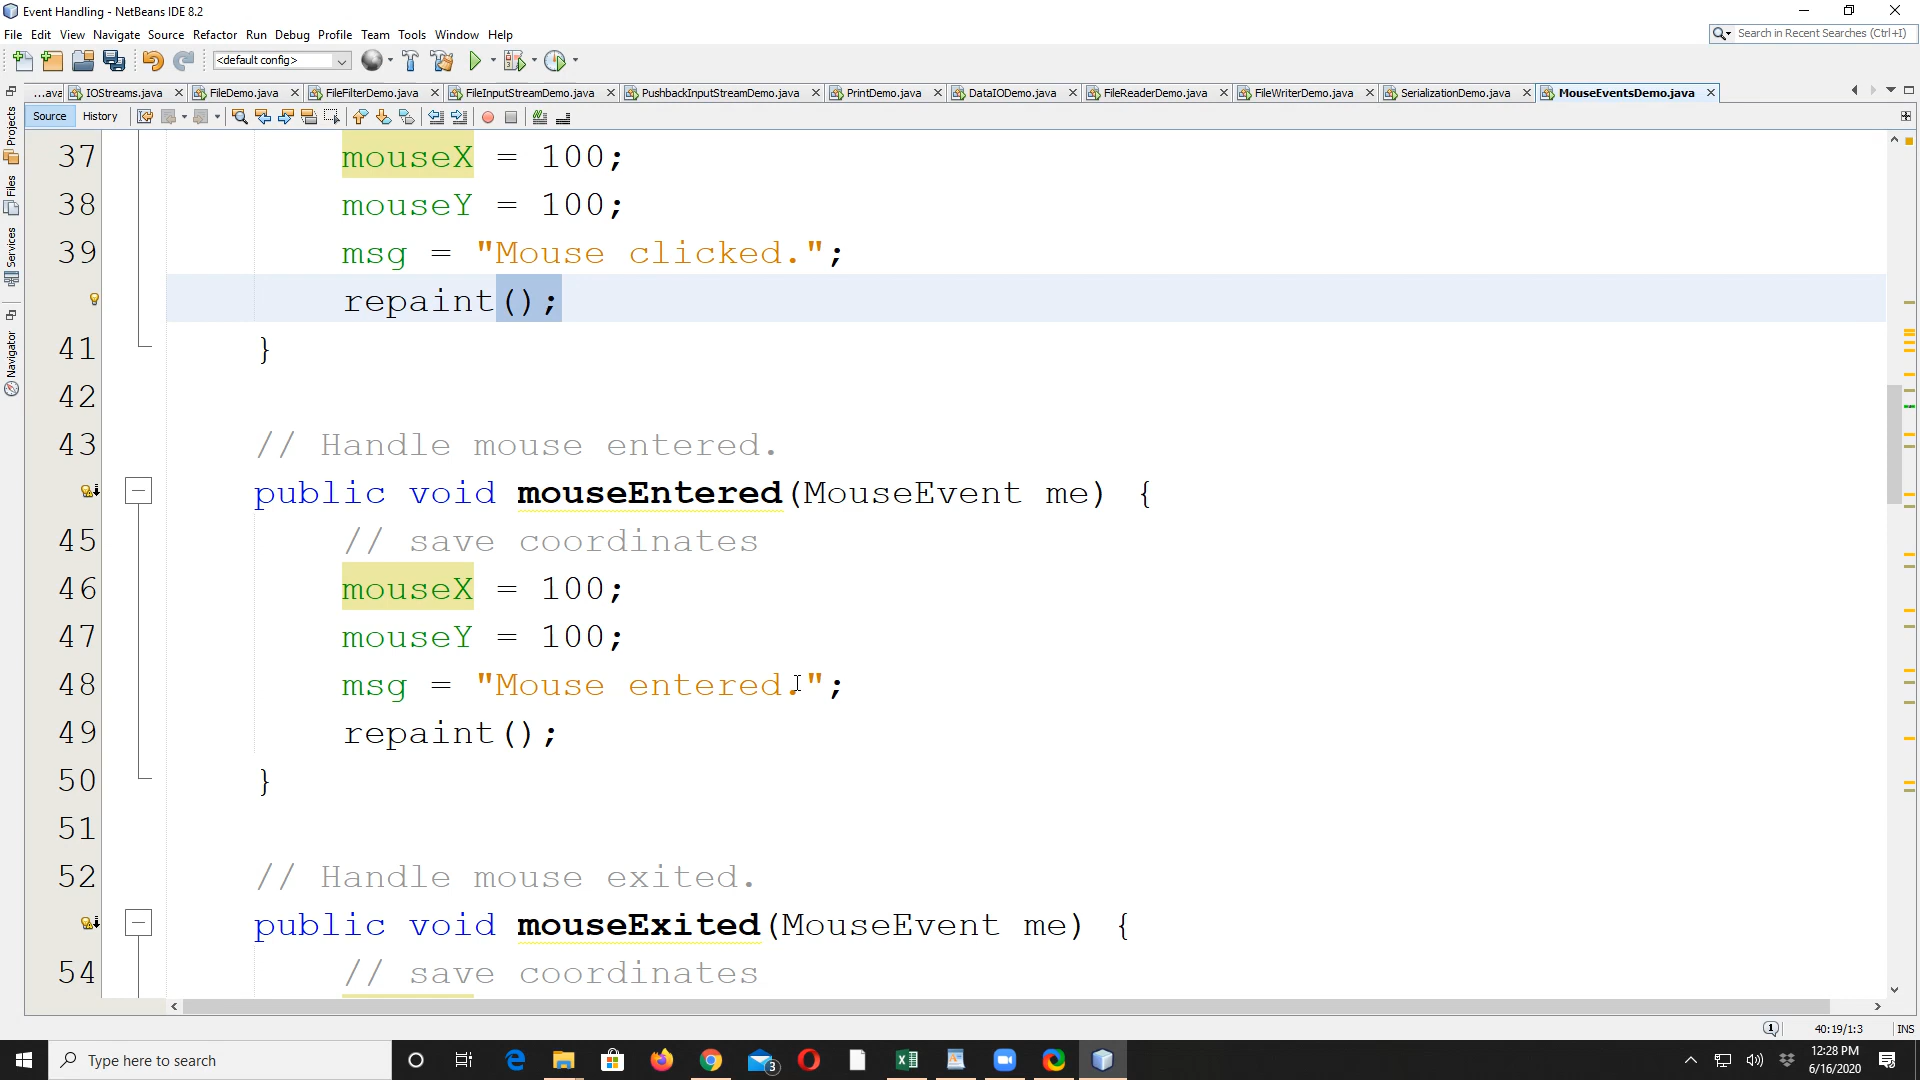 Event Handling - NetBeans IDE 8.2
File Edit View Navigate Source Refactor Run Debug Profile Team Tools Window Help
Search in Recent Searches (Ctrl+I)
<default config>
...ava IOStreams.java FileDemo.java FileFilterDemo.java FileInputStreamDemo.java PushbackInputStreamDemo.java PrintDemo.java DataIODemo.java FileReaderDemo.java FileWriterDemo.java SerializationDemo.java MouseEventsDemo.java
Source History
Projects
Files
Services
Navigator
37 mouseX = 100;
38 mouseY = 100;
39 msg = "Mouse clicked.";
repaint();
41 }
42
43 // Handle mouse entered.
public void mouseEntered(MouseEvent me) {
45 // save coordinates
46 mouseX = 100;
47 mouseY = 100;
48 msg = "Mouse entered.";
49 repaint();
50 }
51
52 // Handle mouse exited.
public void mouseExited(MouseEvent me) {
54 // save coordinates
1 40:19/1:3 INS
Type here to search
3
12:28 PM
6/16/2020